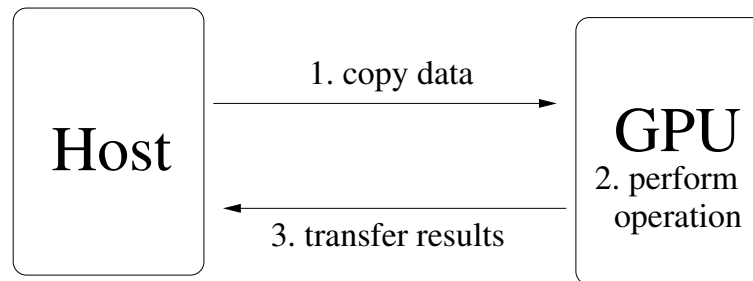 Host
1. copy data
GPU
2. perform
operation
3. transfer results